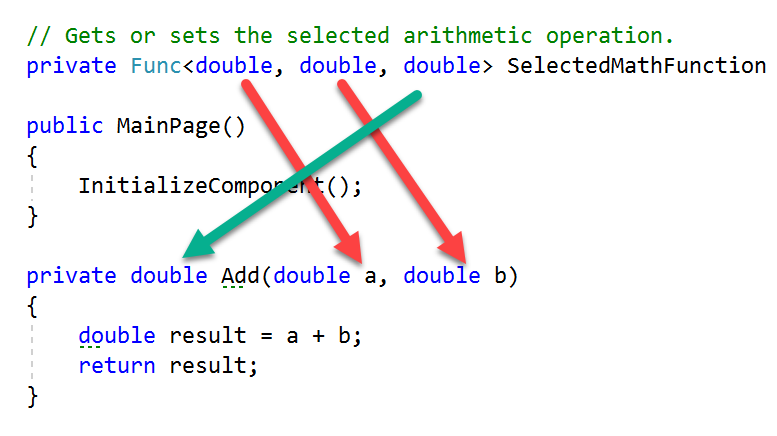 // Gets or sets the selected arithmetic operation.
private Func<double, double, double> SelectedMathFunction
public MainPage()
{
InitializeComponent();
}
private double Add(double a, double b)
{
double result = a + b;
return result;
}